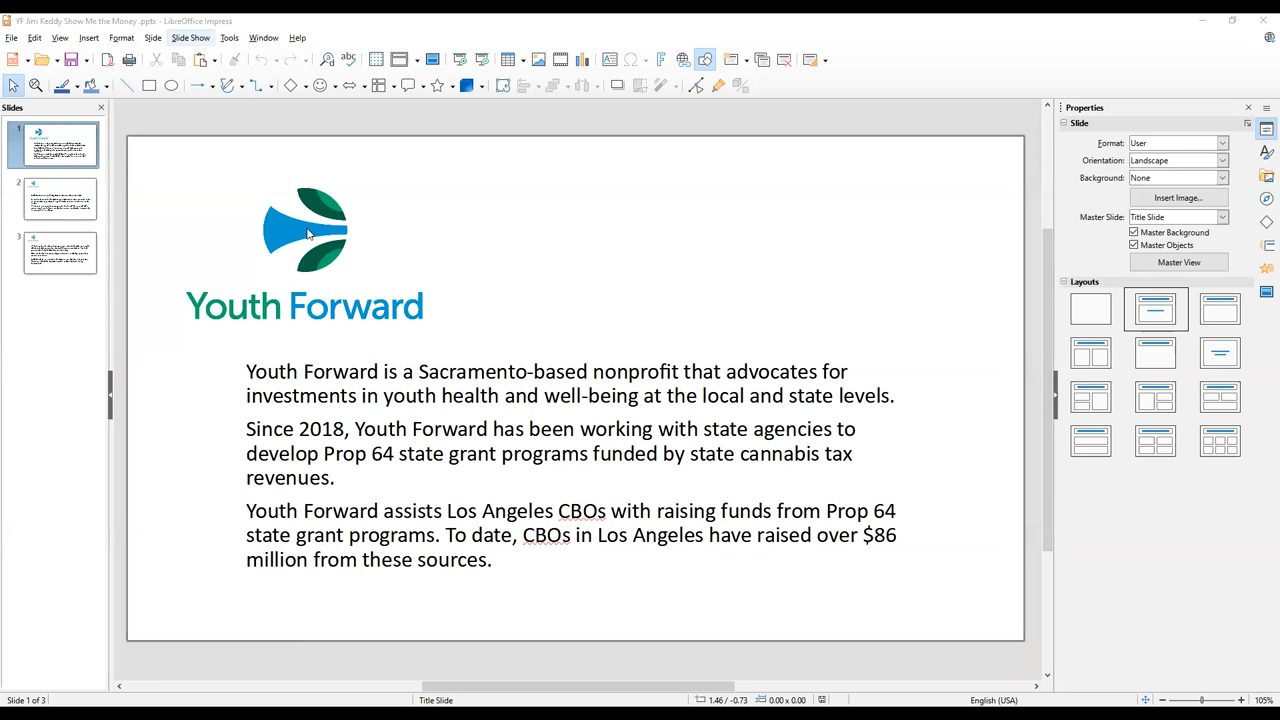 YF Jim Keddy Show Me the Money .pptx - LibreOffice Impress
File Edit View Insert Format Slide Slide Show Tools Window Help
Slides
1
2
3
Youth Forward
Youth Forward is a Sacramento-based nonprofit that advocates for
investments in youth health and well-being at the local and state levels.
Since 2018, Youth Forward has been working with state agencies to
develop Prop 64 state grant programs funded by state cannabis tax
revenues.
Youth Forward assists Los Angeles CBOs with raising funds from Prop 64
state grant programs. To date, CBOs in Los Angeles have raised over $86
million from these sources.
Properties
Slide
Format: User
Orientation: Landscape
Background: None
Insert Image...
Master Slide: Title Slide
Master Background
Master Objects
Master View
Layouts
Slide 1 of 3 Title Slide 1.46 / -0.73 0.00 x 0.00 English (USA) 105%